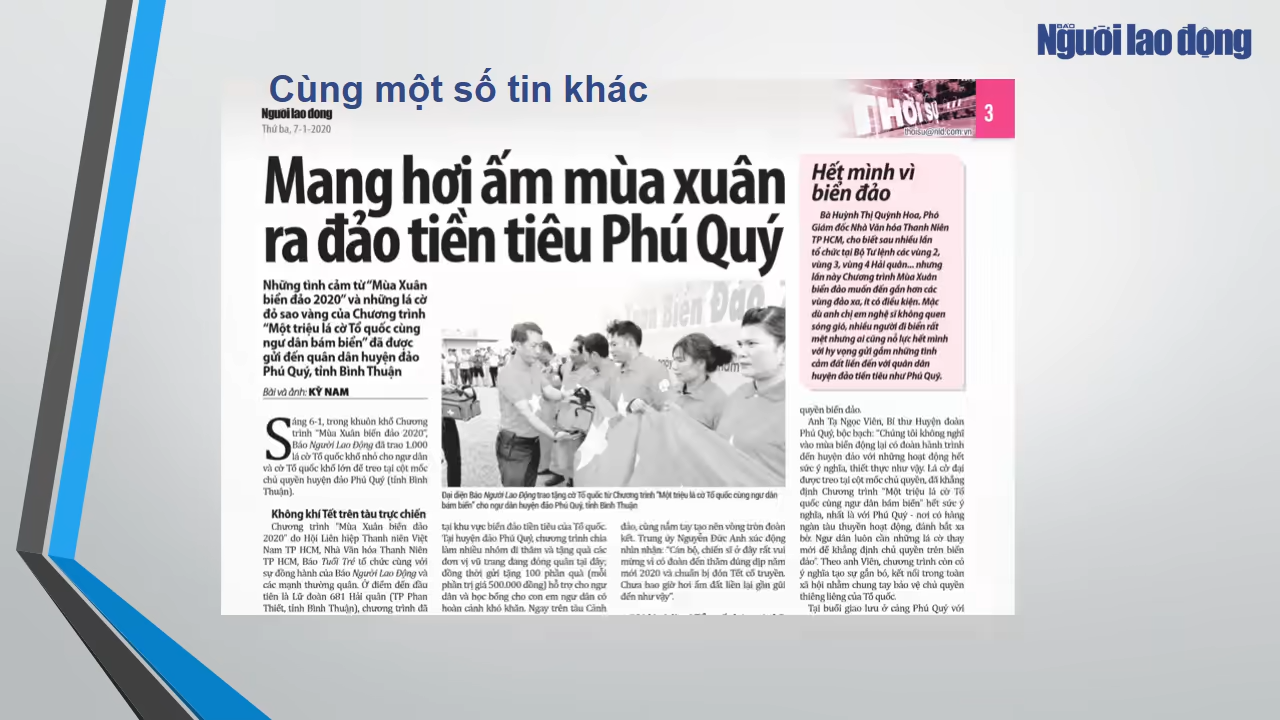 BÁO
Người lao động
Cùng một số tin khác
Người lao động
Thứ ba, 7-1-2020
THỜI SỰ ...
thoisu@nld.com.vn
3
Mang hơi ấm mùa xuân
ra đảo tiền tiêu Phú Quý
Những tình cảm từ "Mùa Xuân
biển đảo 2020" và những lá cờ
đỏ sao vàng của Chương trình
"Một triệu lá cờ Tổ quốc cùng
ngư dân bám biển" đã được
gửi đến quân dân huyện đảo
Phú Quý, tỉnh Bình Thuận
Bài và ảnh: KỲ NAM
Sáng 6-1, trong khuôn khổ Chương
trình "Mùa Xuân biển đảo 2020",
Báo Người Lao Động đã trao 1.000
lá cờ Tổ quốc khổ nhỏ cho ngư dân
và cờ Tổ quốc khổ lớn để treo tại cột mốc
chủ quyền huyện đảo Phú Quý (tỉnh Bình
Thuận).
Không khí Tết trên tàu trực chiến
Chương trình "Mùa Xuân biển đảo
2020" do Hội Liên hiệp Thanh niên Việt
Nam TP HCM, Nhà Văn hóa Thanh Niên
TP HCM, Báo Tuổi Trẻ tổ chức cùng với
sự đồng hành của Báo Người Lao Động và
các mạnh thường quân. Ở điểm đến đầu
tiên là Lữ đoàn 681 Hải quân (TP Phan
Thiết, tỉnh Bình Thuận), chương trình đã
Biển Đảo
Đại diện Báo Người Lao Động trao tặng cờ Tổ quốc từ Chương trình "Một triệu lá cờ Tổ quốc cùng ngư dân
bám biển" cho ngư dân huyện đảo Phú Quý, tỉnh Bình Thuận
tại khu vực biển đảo tiền tiêu của Tổ quốc.
Tại huyện đảo Phú Quý, chương trình chia
làm nhiều nhóm đi thăm và tặng quà các
đơn vị vũ trang đang đóng quân tại đây;
đồng thời gửi tặng 100 phần quà (mỗi
phần trị giá 500.000 đồng) hỗ trợ cho ngư
dân và học bổng cho con em ngư dân có
hoàn cảnh khó khăn. Ngay trên tàu Cảnh
đảo, cùng nắm tay tạo nên vòng tròn đoàn
kết. Trung úy Nguyễn Đức Anh xúc động
nhìn nhận: "Cán bộ, chiến sĩ ở đây rất vui
mừng vì có đoàn đến thăm đúng dịp năm
mới 2020 và chuẩn bị đón Tết cổ truyền.
Chưa bao giờ hơi ấm đất liền lại gần gũi
đến như vậy".
Hết mình vì
biển đảo
Bà Huỳnh Thị Quỳnh Hoa, Phó
Giám đốc Nhà Văn hóa Thanh Niên
TP HCM, cho biết sau nhiều lần
tổ chức tại Bộ Tư lệnh các vùng 2,
vùng 3, vùng 4 Hải quân... nhưng
lần này Chương trình Mùa Xuân
biển đảo muốn đến gần hơn các
vùng đảo xa, ít có điều kiện. Mặc
dù anh chị em nghệ sĩ không quen
sóng gió, nhiều người đi biển rất
mệt nhưng ai cũng nỗ lực hết mình
với hy vọng gửi gắm những tình
cảm đất liền đến với quân dân
huyện đảo tiền tiêu như Phú Quý.
quyền biển đảo.
Anh Tạ Ngọc Viên, Bí thư Huyện đoàn
Phú Quý, bộc bạch: "Chúng tôi không nghĩ
vào mùa biển động lại có đoàn hành trình
đến huyện đảo với những hoạt động hết
sức ý nghĩa, thiết thực như vậy. Lá cờ đại
được treo tại cột mốc chủ quyền, đã khẳng
định Chương trình "Một triệu lá cờ Tổ
quốc cùng ngư dân bám biển" hết sức ý
nghĩa, nhất là với Phú Quý - nơi có hàng
ngàn tàu thuyền hoạt động, đánh bắt xa
bờ. Ngư dân luôn cần những lá cờ thay
mới để khẳng định chủ quyền trên biển
đảo". Theo anh Viên, chương trình còn có
ý nghĩa tạo sự gắn bó, kết nối trong toàn
xã hội nhằm chung tay bảo vệ chủ quyền
thiêng liêng của Tổ quốc.
Tại buổi giao lưu ở cảng Phú Quý với